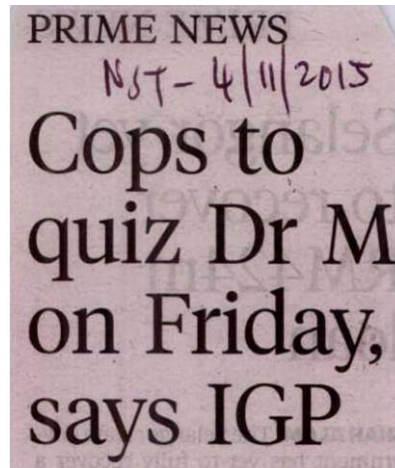 PRIME NEWS
NST - 4/11/2015
Cops to
quiz Dr M
on Friday,
says IGP